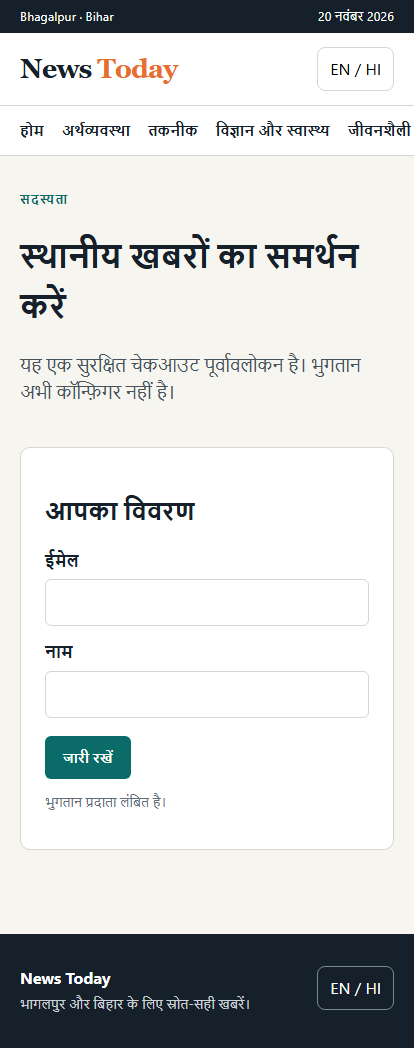 Bhagalpur · Bihar
20 नवंबर 2026
News Today
EN / HI
होम अर्थव्यवस्था तकनीक विज्ञान और स्वास्थ्य जीवनशैली
सदस्यता
स्थानीय खबरों का समर्थन
करें
यह एक सुरक्षित चेकआउट पूर्वावलोकन है। भुगतान
अभी कॉन्फ़िगर नहीं है।
आपका विवरण
ईमेल
नाम
जारी रखें
भुगतान प्रदाता लंबित है।
News Today
भागलपुर और बिहार के लिए स्रोत-सही खबरें।
EN / HI